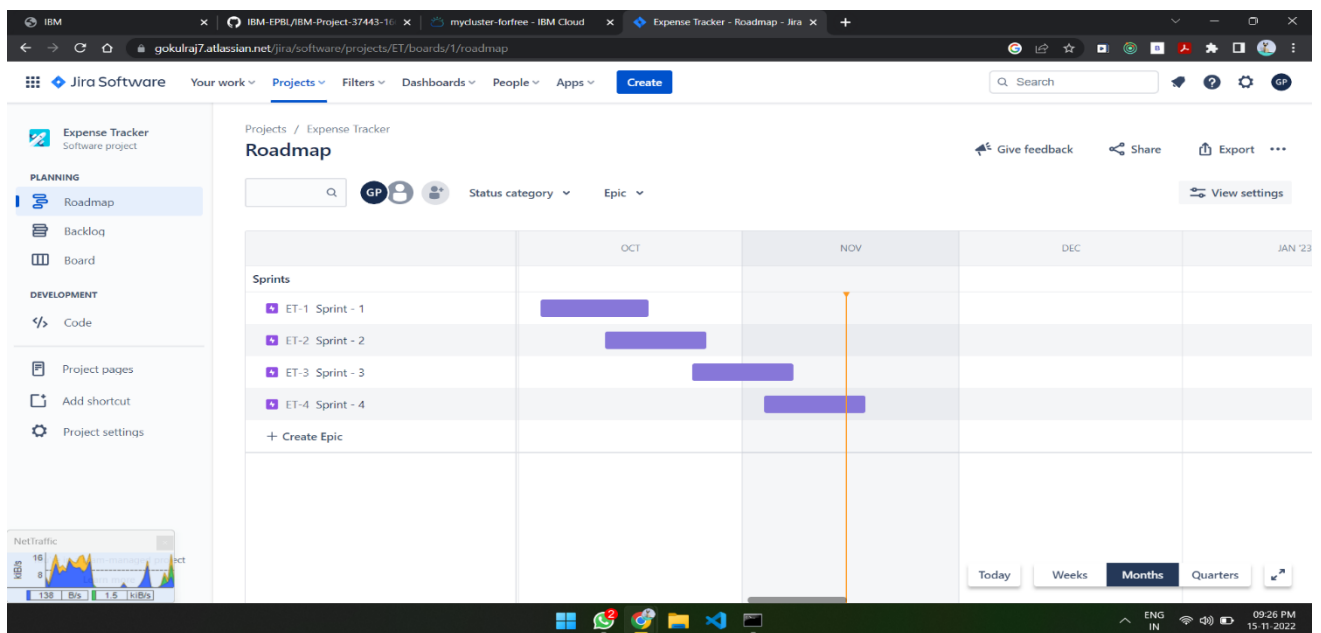 IBM
IBM-EPBL/IBM-Project-37443-16
mycluster-forfree - IBM Cloud
Expense Tracker - Roadmap - Jira
gokulraj7.atlassian.net/jira/software/projects/ET/boards/1/roadmap
Jira Software Your work Projects Filters Dashboards People Apps Create Search GP
Expense Tracker
Software project
PLANNING
Roadmap
Backlog
Board
DEVELOPMENT
Code
Project pages
Add shortcut
Project settings
Projects / Expense Tracker
Roadmap
Give feedback Share Export
GP Status category Epic View settings
OCT NOV DEC JAN '23
Sprints
ET-1 Sprint - 1
ET-2 Sprint - 2
ET-3 Sprint - 3
ET-4 Sprint - 4
+ Create Epic
NetTraffic
16
8
kiB/s
138 B/s 1.5 kiB/s
Today Weeks Months Quarters
2
ENG
IN
09:26 PM
15-11-2022